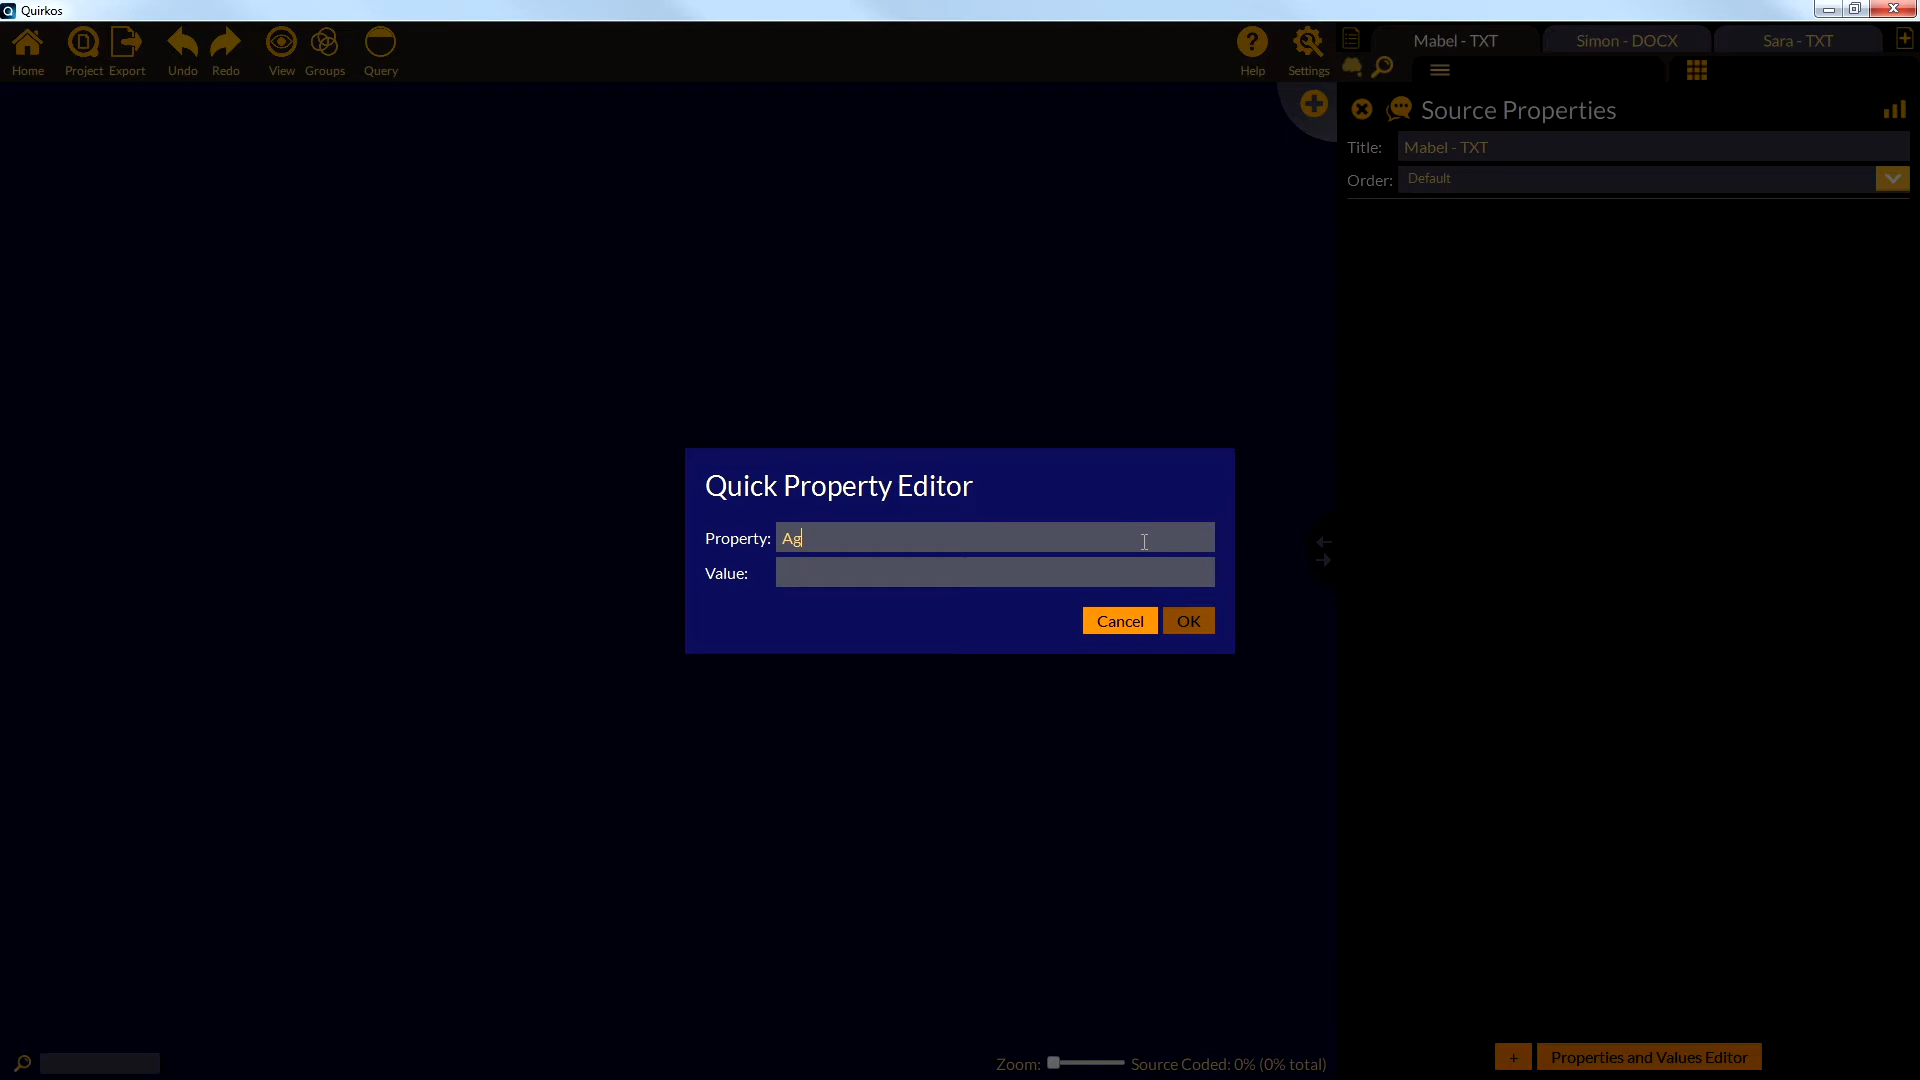 Quirkos
Home Project Export Undo Redo View Groups Query Help Settings
Mabel - TXT Simon - DOCX Sara - TXT
Source Properties
Title: Mabel - TXT
Order: Default
Quick Property Editor
Property: Ag
Value:
Cancel OK
Zoom: Source Coded: 0% (0% total)
+ Properties and Values Editor